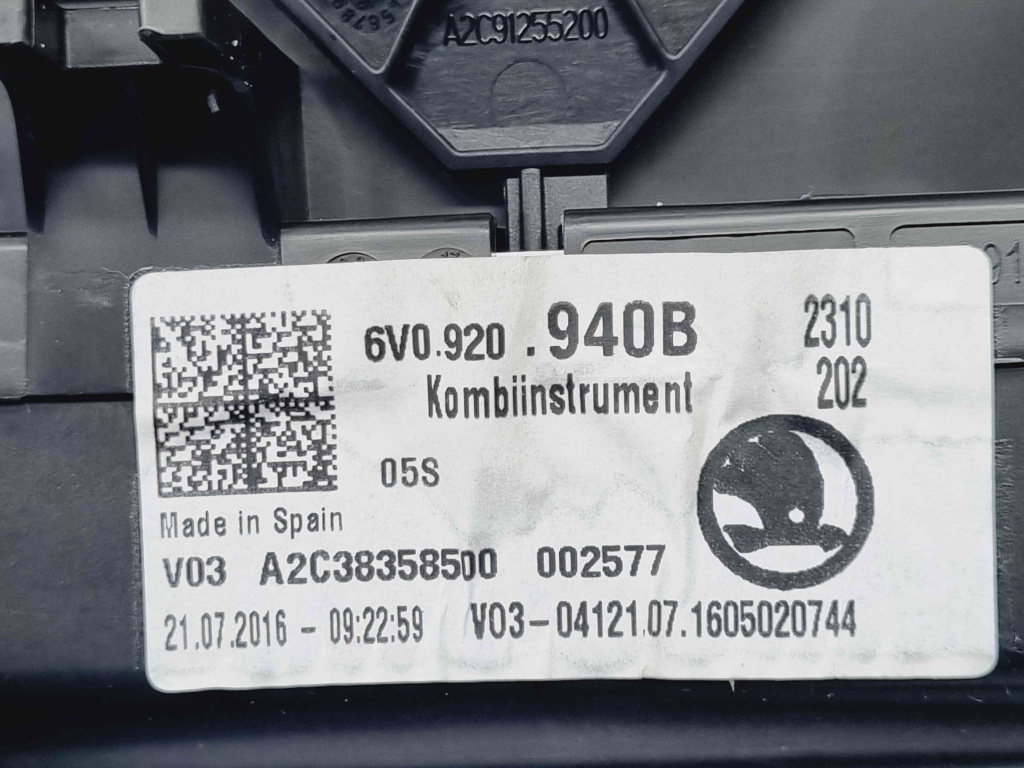 A2C91255200
6V0.920 .940B 2310
Kombiinstrument 202
05S
Made in Spain
V03 A2C38358500 002577
21.07.2016 - 09:22:59 V03-04121.07.1605020744